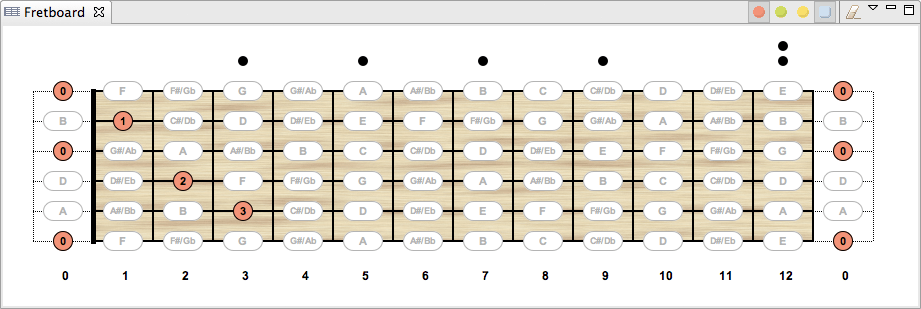 Fretboard
0 F F#/Gb G G#/Ab A A#/Bb B C C#/Db D D#/Eb E 0
B 1 C#/Db D D#/Eb E F F#/Gb G G#/Ab A A#/Bb B B
0 G#/Ab A A#/Bb B C C#/Db D D#/Eb E F F#/Gb G 0
D D#/Eb 2 F F#/Gb G G#/Ab A A#/Bb B C C#/Db D D
A A#/Bb B 3 C#/Db D D#/Eb E F F#/Gb G G#/Ab A A
0 F F#/Gb G G#/Ab A A#/Bb B C C#/Db D D#/Eb E 0
0 1 2 3 4 5 6 7 8 9 10 11 12 0